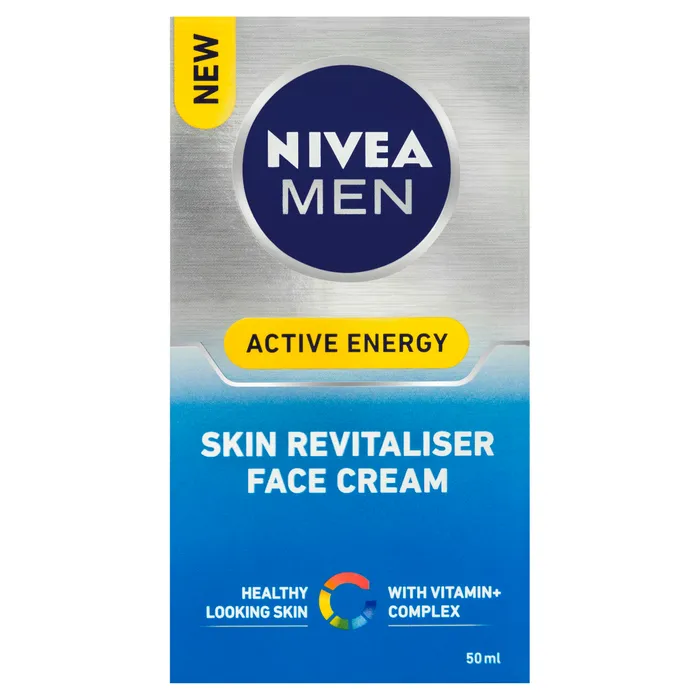 NEW
NIVEA
MEN
ACTIVE ENERGY
SKIN REVITALISER
FACE CREAM
HEALTHY
LOOKING SKIN
WITH VITAMIN+
COMPLEX
50ml